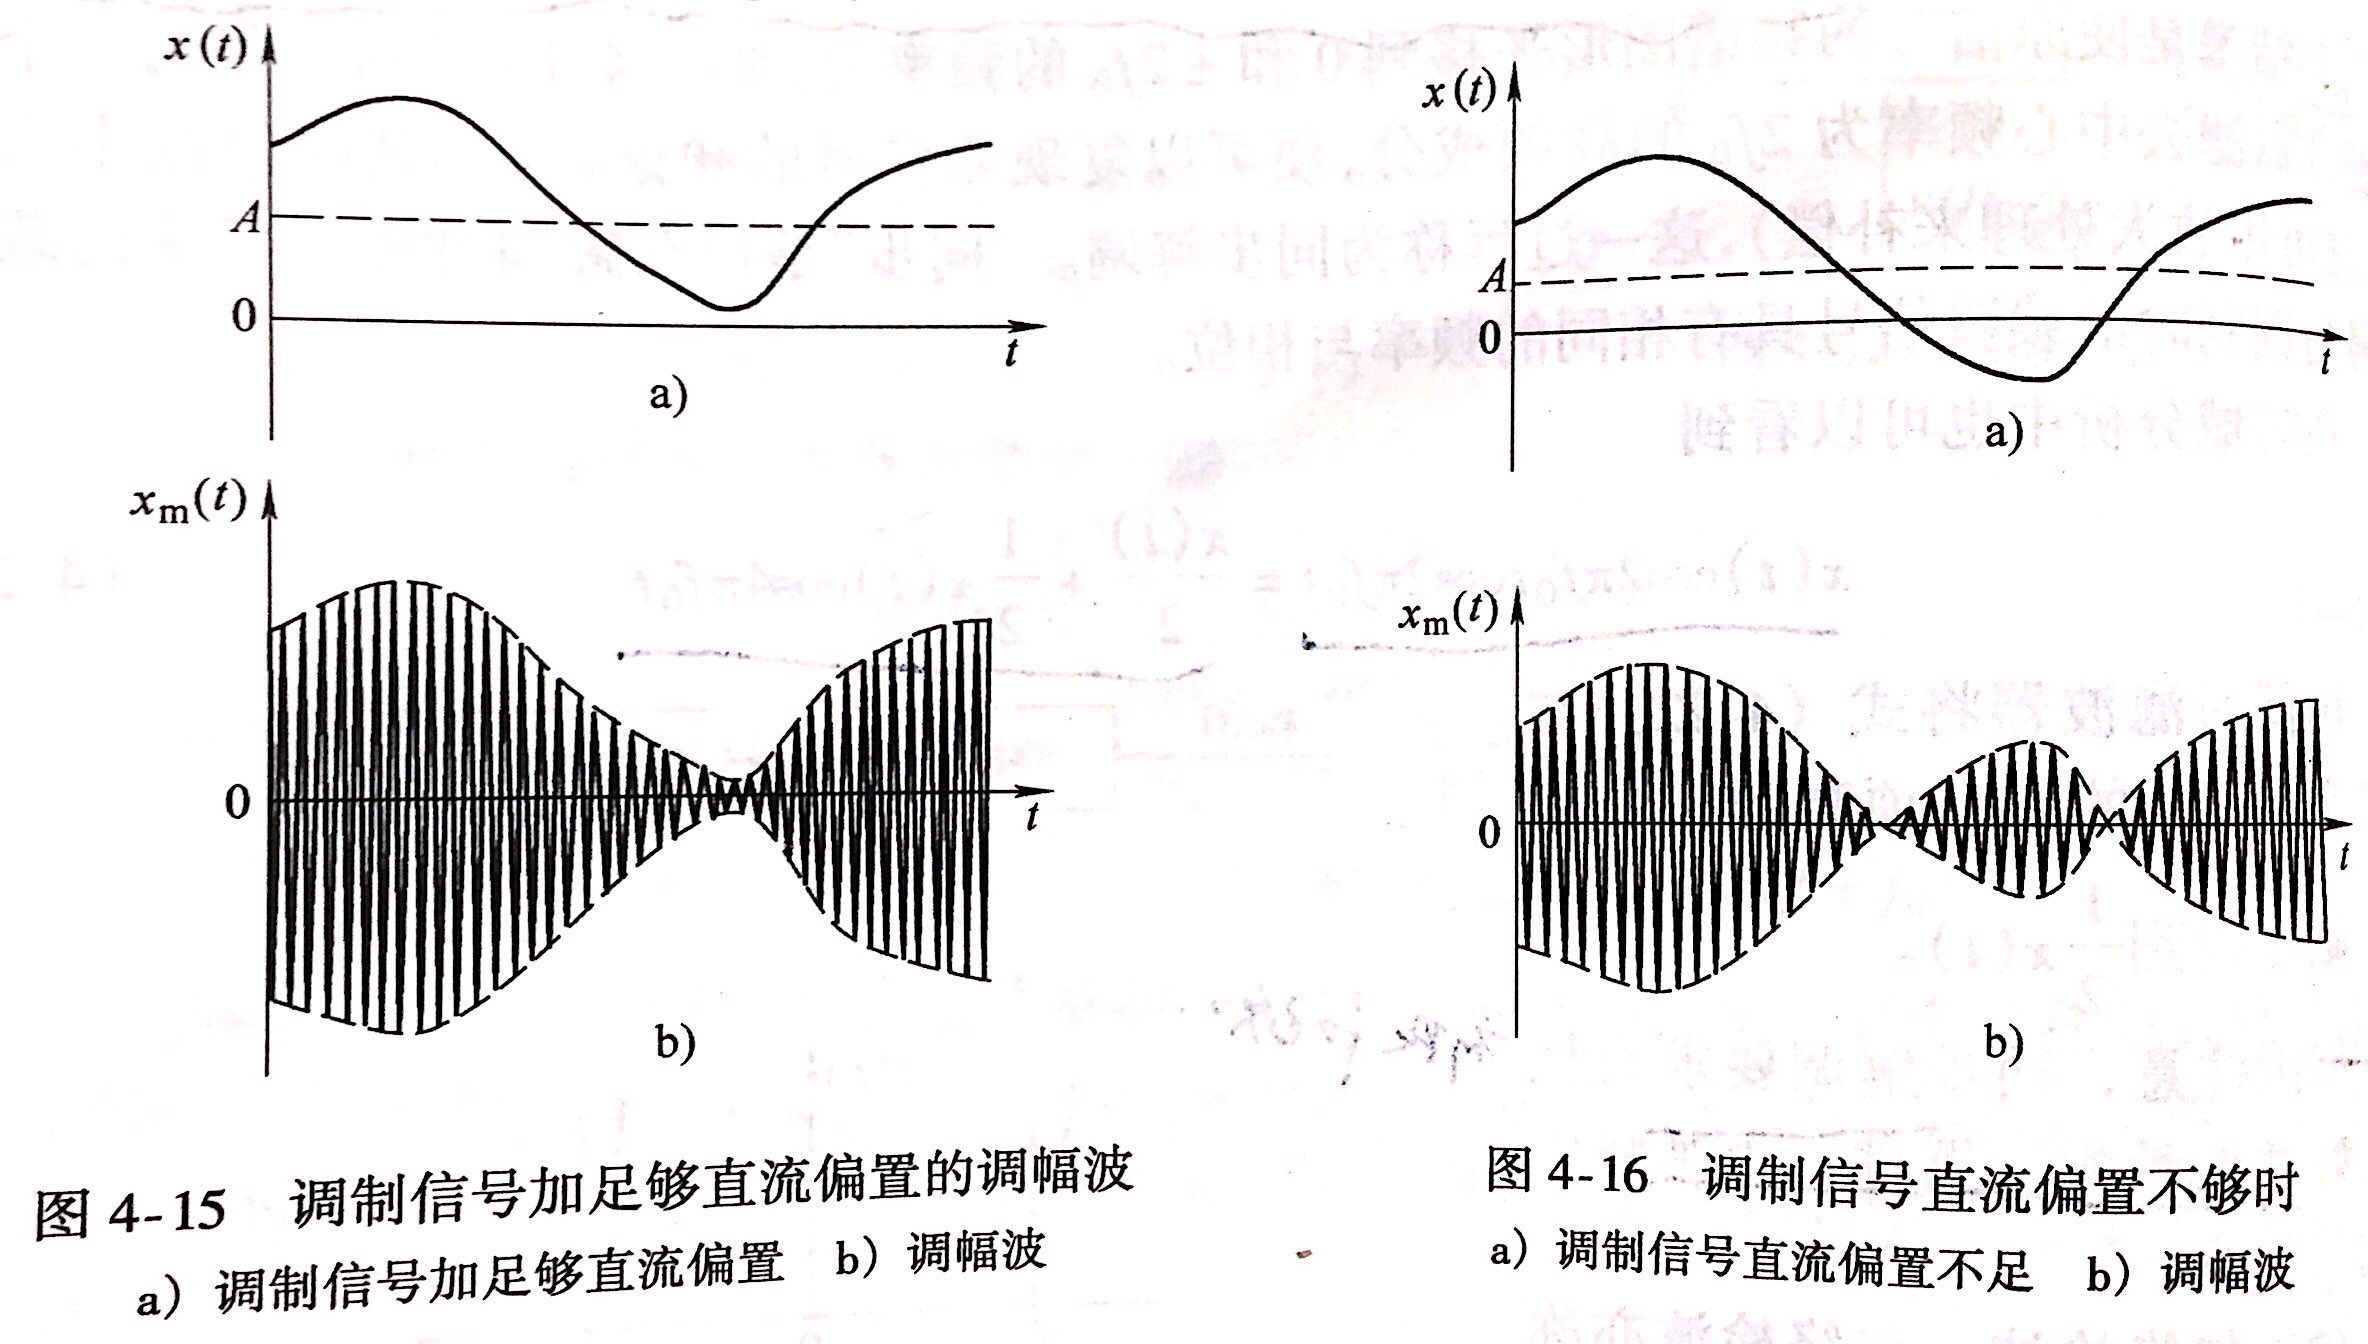 x(t)
A
0
t
a)
xm(t)
0
t
b)
图 4-15 调制信号加足够直流偏置的调幅波
a) 调制信号加足够直流偏置 b) 调幅波
x(t)
A
0
t
a)
xm(t)
0
t
b)
图 4-16 调制信号直流偏置不够时
a) 调制信号直流偏置不足 b) 调幅波